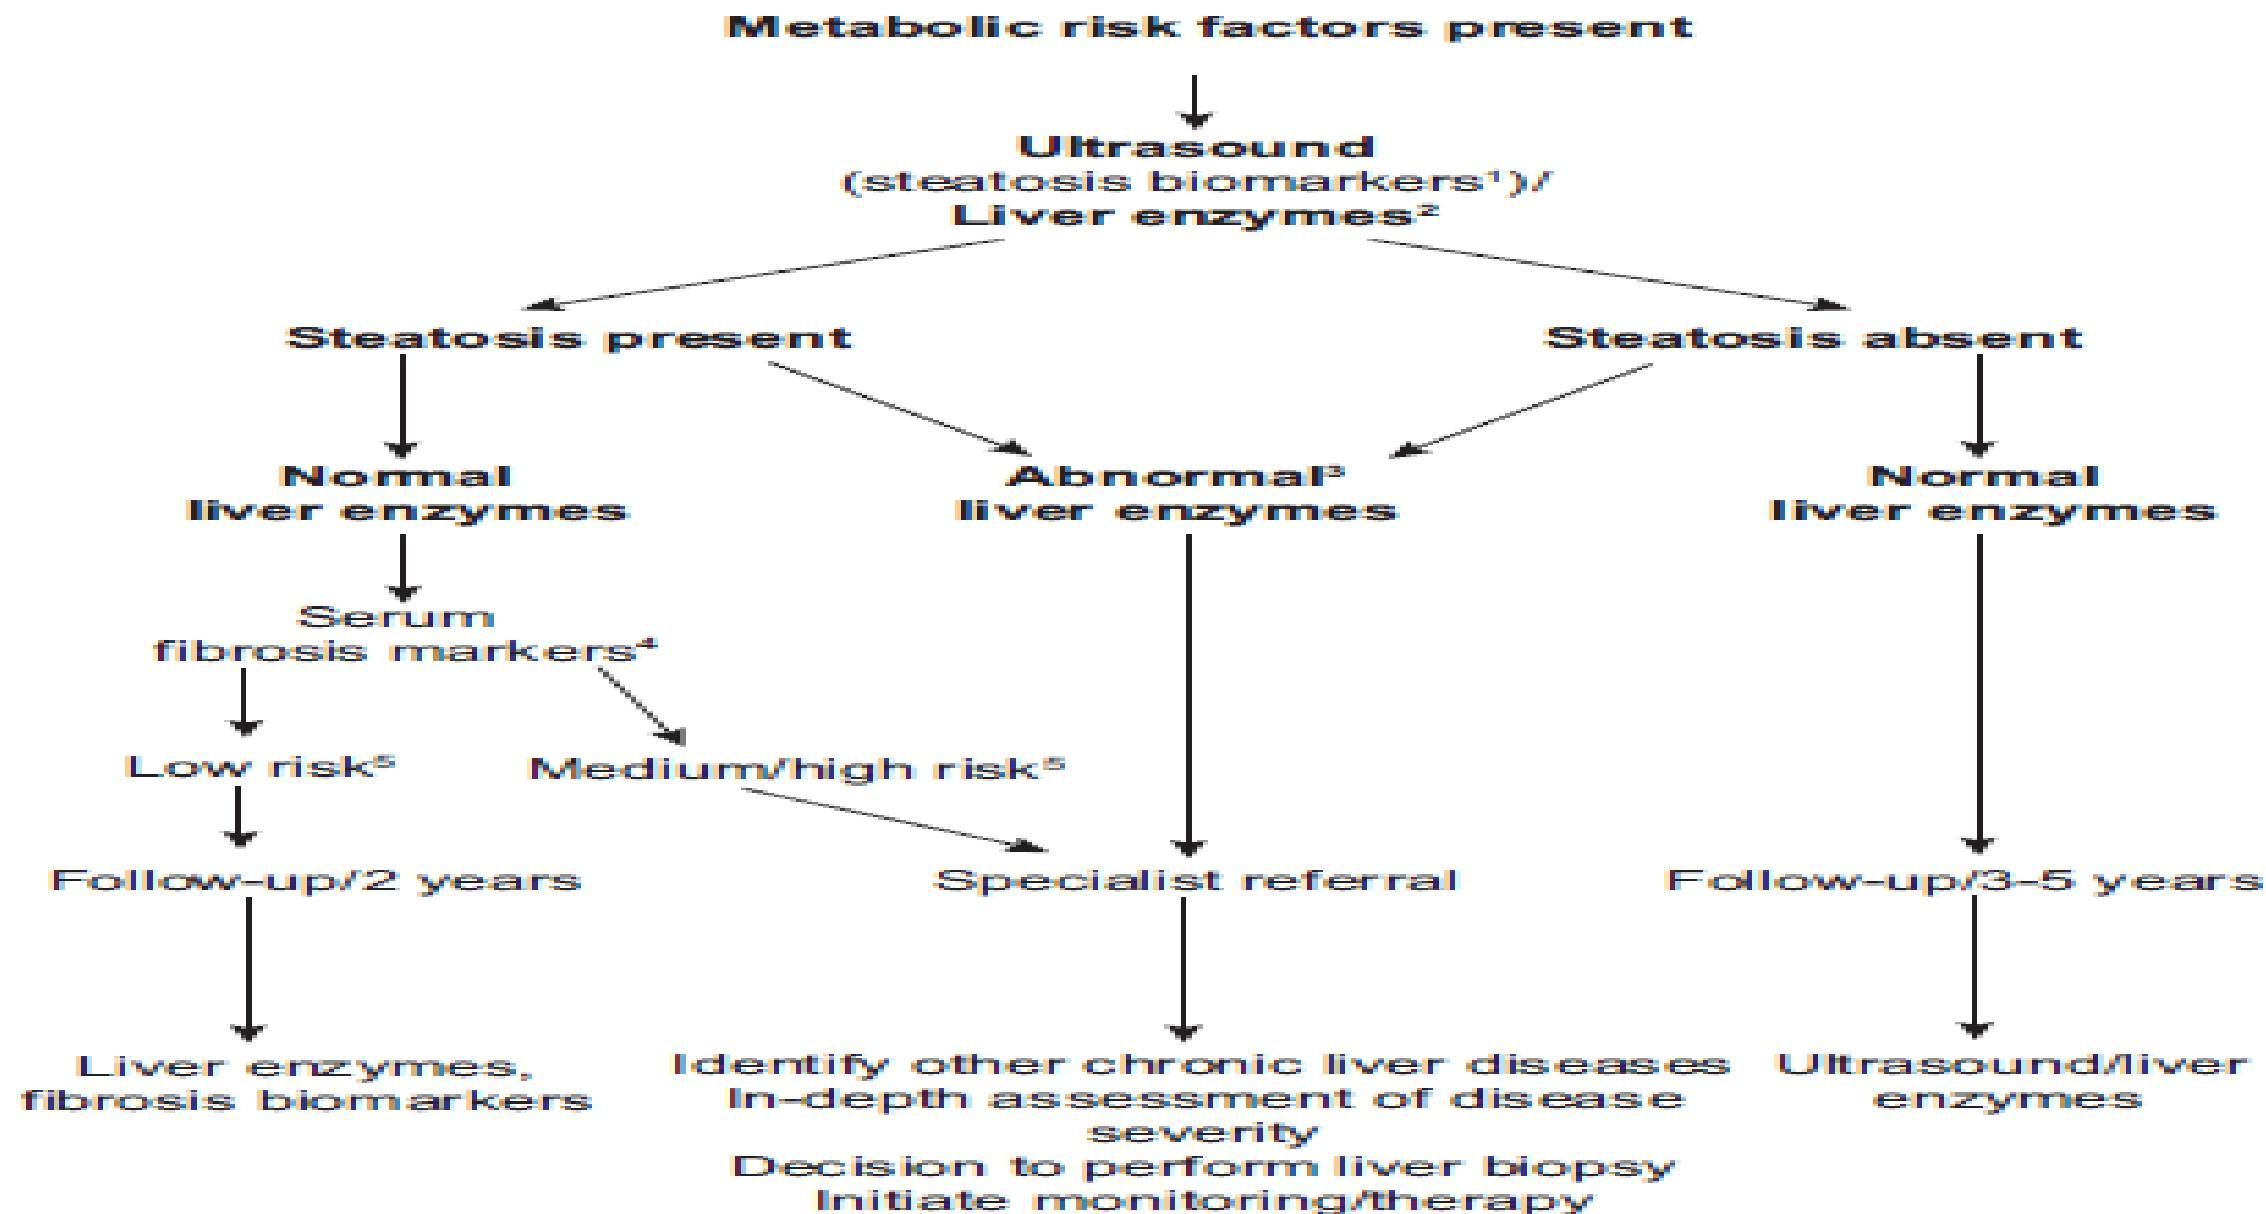 Metabolic risk factors present
Ultrasound
(steatosis biomarkers¹)/
Liver enzymes²
Steatosis present
Steatosis absent
Normal
liver enzymes
Abnormal³
liver enzymes
Normal
liver enzymes
Serum
fibrosis markers⁴
Low risk⁵
Medium/high risk⁵
Follow-up/2 years
Specialist referral
Follow-up/3-5 years
Liver enzymes,
fibrosis biomarkers
Identify other chronic liver diseases
In-depth assessment of disease
severity
Decision to perform liver biopsy
Initiate monitoring/therapy
Ultrasound/liver
enzymes